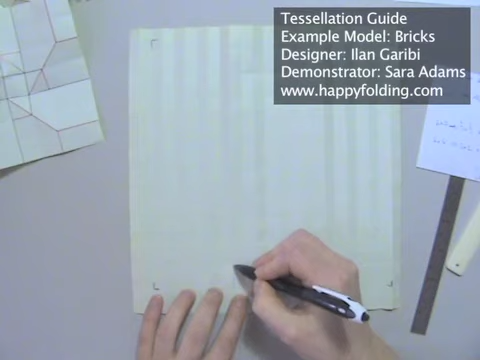 Tessellation Guide
Example Model: Bricks
Designer: Ilan Garibi
Demonstrator: Sara Adams
www.happyfolding.com